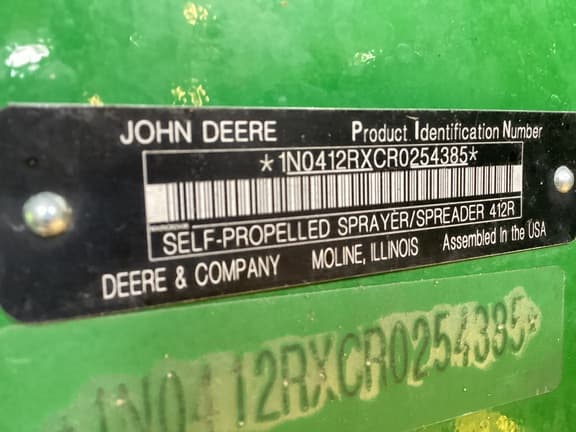 JOHN DEERE Product Identification Number
*1N0412RXCR0254385*
SELF-PROPELLED SPRAYER/SPREADER 412R
DEERE & COMPANY MOLINE, ILLINOIS Assembled in the USA
*1N0412RXCR0254385*